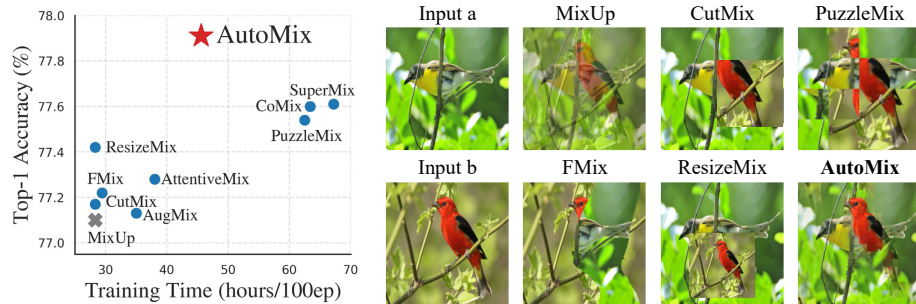 Top-1 Accuracy (%)
78.0
77.8
77.6
77.4
77.2
77.0
AutoMix
SuperMix
CoMix
PuzzleMix
ResizeMix
FMix
AttentiveMix
CutMix
AugMix
MixUp
30 40 50 60 70
Training Time (hours/100ep)
Input a MixUp CutMix PuzzleMix
Input b FMix ResizeMix AutoMix